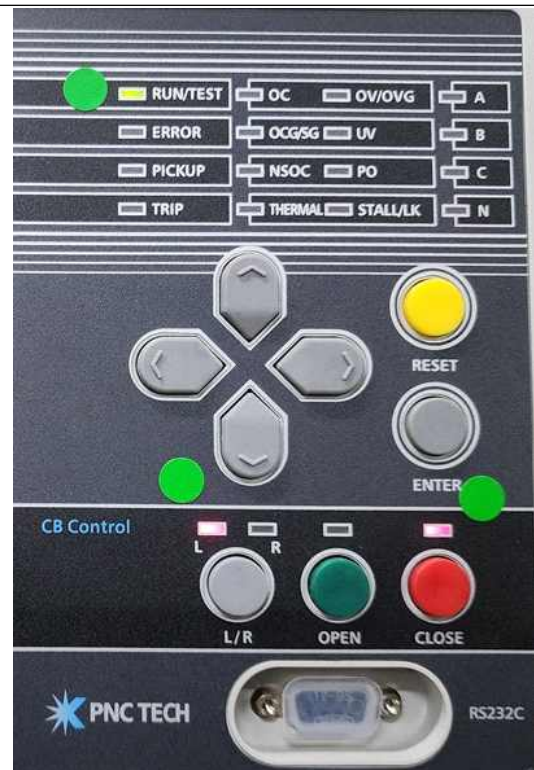 RUN/TEST OC OV/OVG A
ERROR OCG/SG UV B
PICKUP NSOC PO C
TRIP THERMAL STALL/LK N
RESET
ENTER
CB Control
L R
L/R OPEN CLOSE
PNC TECH RS232C